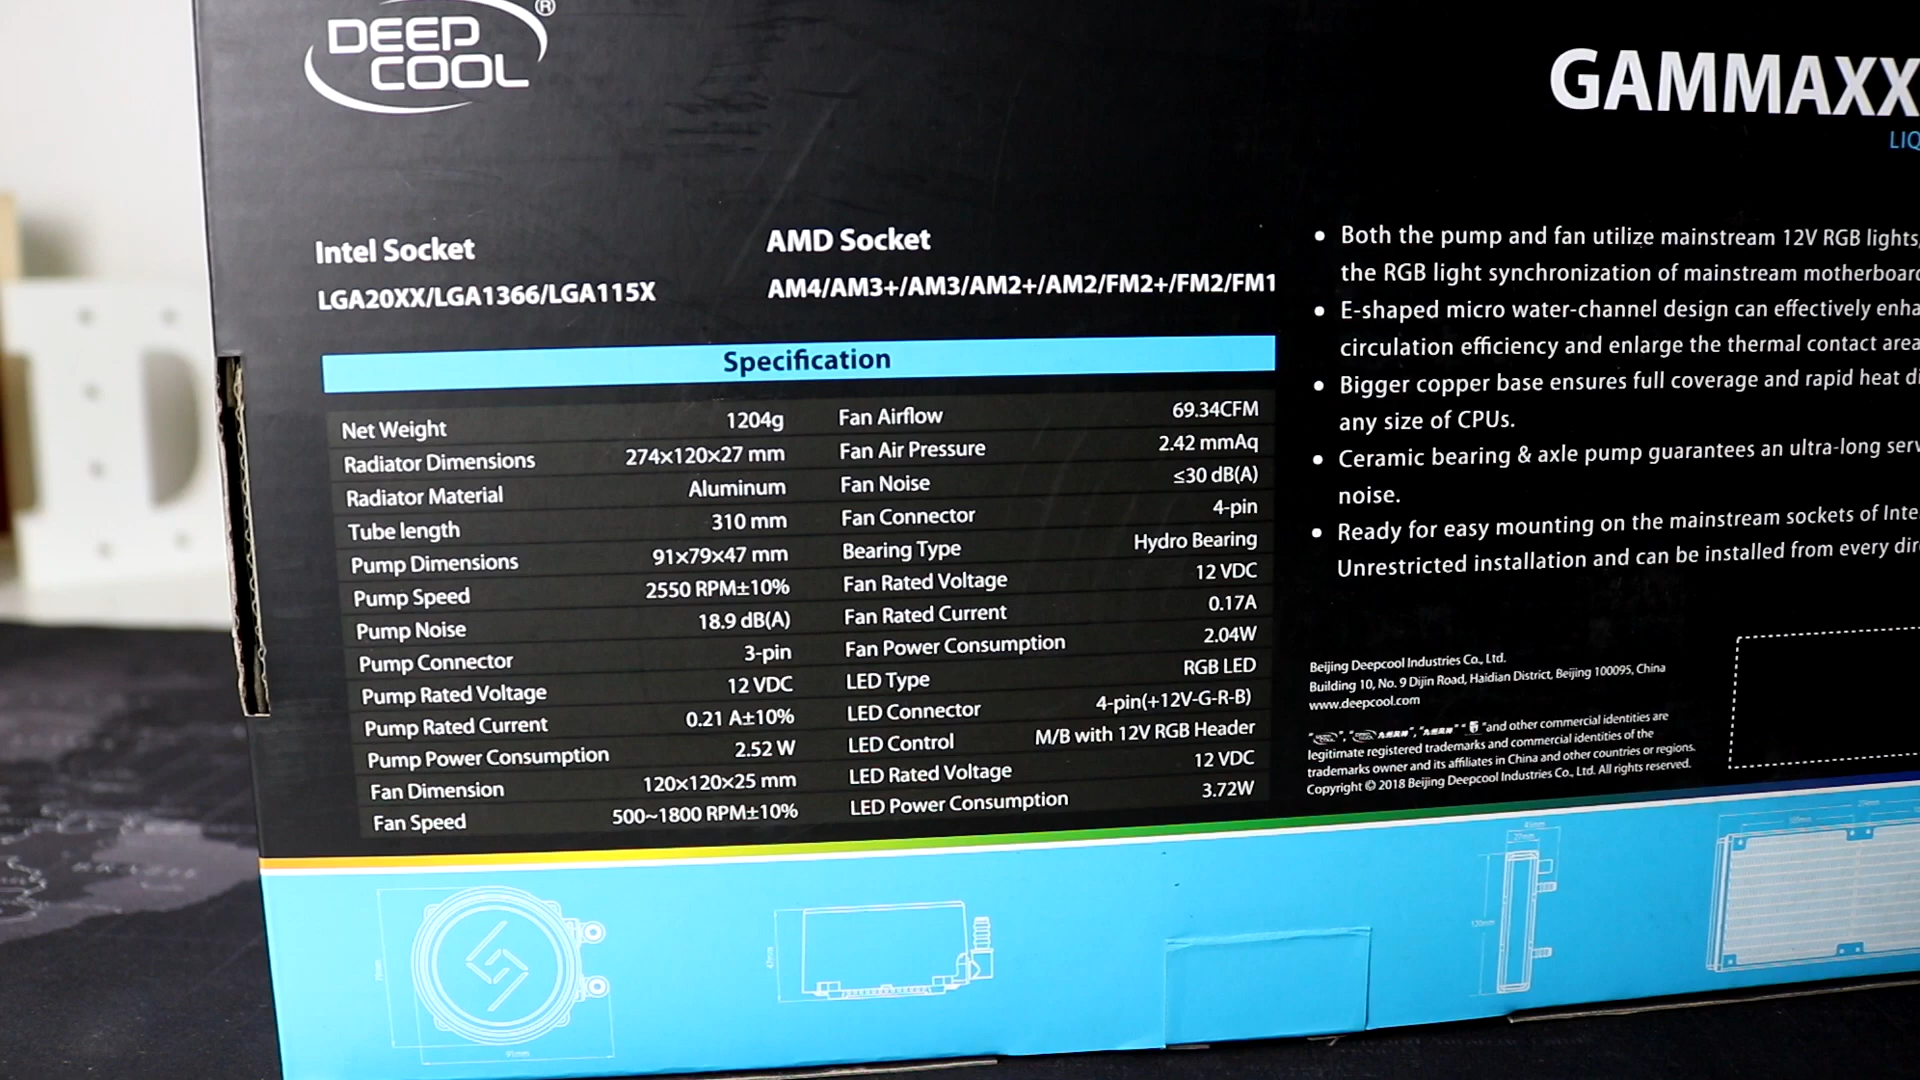 DEEP
COOL
®
GAMMAXX
LIQ
Intel Socket
LGA20XX/LGA1366/LGA115X
AMD Socket
AM4/AM3+/AM3/AM2+/AM2/FM2+/FM2/FM1
Specification
Net Weight 1204g
Radiator Dimensions 274×120×27 mm
Radiator Material Aluminum
Tube length 310 mm
Pump Dimensions 91×79×47 mm
Pump Speed 2550 RPM±10%
Pump Noise 18.9 dB(A)
Pump Connector 3-pin
Pump Rated Voltage 12 VDC
Pump Rated Current 0.21 A±10%
Pump Power Consumption 2.52 W
Fan Dimension 120×120×25 mm
Fan Speed 500~1800 RPM±10%
Fan Airflow 69.34CFM
Fan Air Pressure 2.42 mmAq
Fan Noise ≤30 dB(A)
Fan Connector 4-pin
Bearing Type Hydro Bearing
Fan Rated Voltage 12 VDC
Fan Rated Current 0.17A
Fan Power Consumption 2.04W
LED Type RGB LED
LED Connector 4-pin(+12V-G-R-B)
LED Control M/B with 12V RGB Header
LED Rated Voltage 12 VDC
LED Power Consumption 3.72W
• Both the pump and fan utilize mainstream 12V RGB lights,
the RGB light synchronization of mainstream motherboard
• E-shaped micro water-channel design can effectively enha
circulation efficiency and enlarge the thermal contact area
• Bigger copper base ensures full coverage and rapid heat di
any size of CPUs.
• Ceramic bearing & axle pump guarantees an ultra-long serv
noise.
• Ready for easy mounting on the mainstream sockets of Inte
Unrestricted installation and can be installed from every dire
Beijing Deepcool Industries Co., Ltd.
Building 10, No. 9 Dijin Road, Haidian District, Beijing 100095, China
www.deepcool.com
and other commercial identities are
legitimate registered trademarks and commercial identities of the
trademarks owner and its affiliates in China and other countries or regions.
Copyright © 2018 Beijing Deepcool Industries Co., Ltd. All rights reserved.
91mm
47mm
27mm
120mm